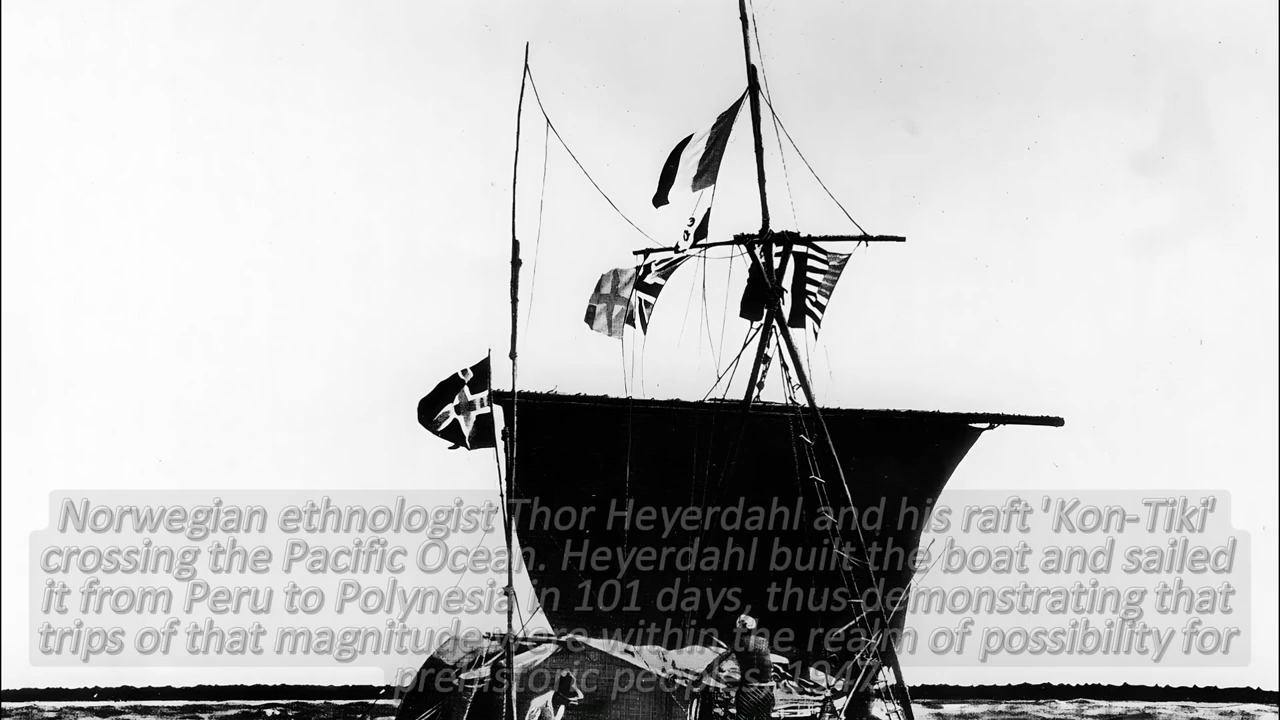 30
Norwegian ethnologist Thor Heyerdahl and his raft 'Kon-Tiki'
crossing the Pacific Ocean. Heyerdahl built the boat and sailed
it from Peru to Polynesia in 101 days, thus demonstrating that
trips of that magnitude were within the realm of possibility for
prehistoric peoples. 1947